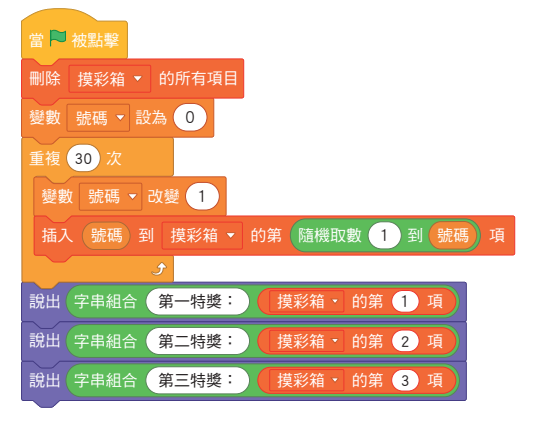 當 被點擊
刪除 摸彩箱 的所有項目
變數 號碼 設為 0
重複 30 次
變數 號碼 改變 1
插入 號碼 到 摸彩箱 的第 隨機取數 1 到 號碼 項
說出 字串組合 第一特獎： 摸彩箱 的第 1 項
說出 字串組合 第二特獎： 摸彩箱 的第 2 項
說出 字串組合 第三特獎： 摸彩箱 的第 3 項